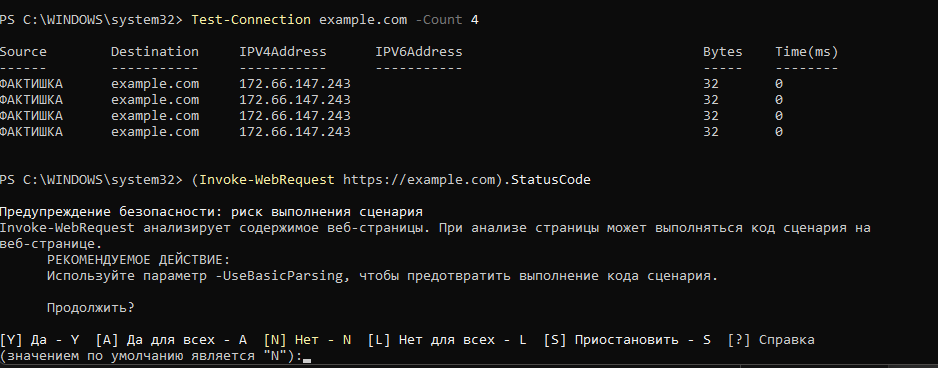 PS C:\WINDOWS\system32> Test-Connection example.com -Count 4
Source Destination IPV4Address IPV6Address Bytes Time(ms)
------ ----------- ----------- ----------- ----- --------
ФАКТИШКА example.com 172.66.147.243 32 0
ФАКТИШКА example.com 172.66.147.243 32 0
ФАКТИШКА example.com 172.66.147.243 32 0
ФАКТИШКА example.com 172.66.147.243 32 0
PS C:\WINDOWS\system32> (Invoke-WebRequest https://example.com).StatusCode
Предупреждение безопасности: риск выполнения сценария
Invoke-WebRequest анализирует содержимое веб-страницы. При анализе страницы может выполняться код сценария на
веб-странице.
РЕКОМЕНДУЕМОЕ ДЕЙСТВИЕ:
Используйте параметр -UseBasicParsing, чтобы предотвратить выполнение кода сценария.
Продолжить?
[Y] Да - Y [A] Да для всех - A [N] Нет - N [L] Нет для всех - L [S] Приостановить - S [?] Справка
(значением по умолчанию является "N"):